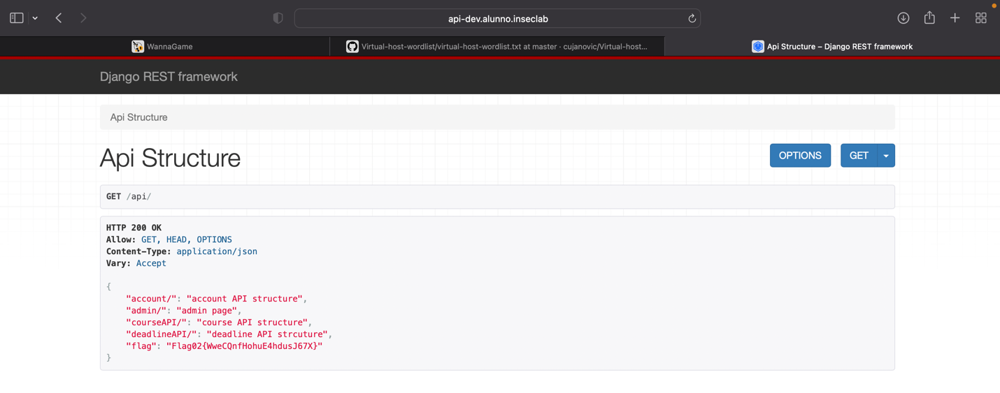 api-dev.alunno.inseclab
WannaGame
Virtual-host-wordlist/virtual-host-wordlist.txt at master · cujanovic/Virtual-host...
Api Structure – Django REST framework
Django REST framework
Api Structure
Api Structure
OPTIONS
GET
GET /api/
HTTP 200 OK
Allow: GET, HEAD, OPTIONS
Content-Type: application/json
Vary: Accept
{
"account/": "account API structure",
"admin/": "admin page",
"courseAPI/": "course API structure",
"deadlineAPI/": "deadline API strcuture",
"flag": "Flag02{WweCQnfHohuE4hdusJ67X}"
}